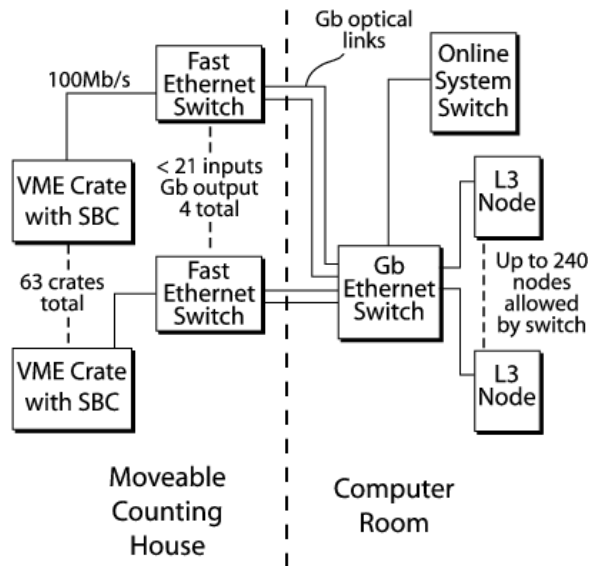 Gb optical
links
100Mb/s
Fast
Ethernet
Switch
Online
System
Switch
VME Crate
with SBC
< 21 inputs
Gb output
4 total
L3
Node
63 crates
total
Fast
Ethernet
Switch
Gb
Ethernet
Switch
Up to 240
nodes
allowed
by switch
VME Crate
with SBC
L3
Node
Moveable
Counting
House
Computer
Room